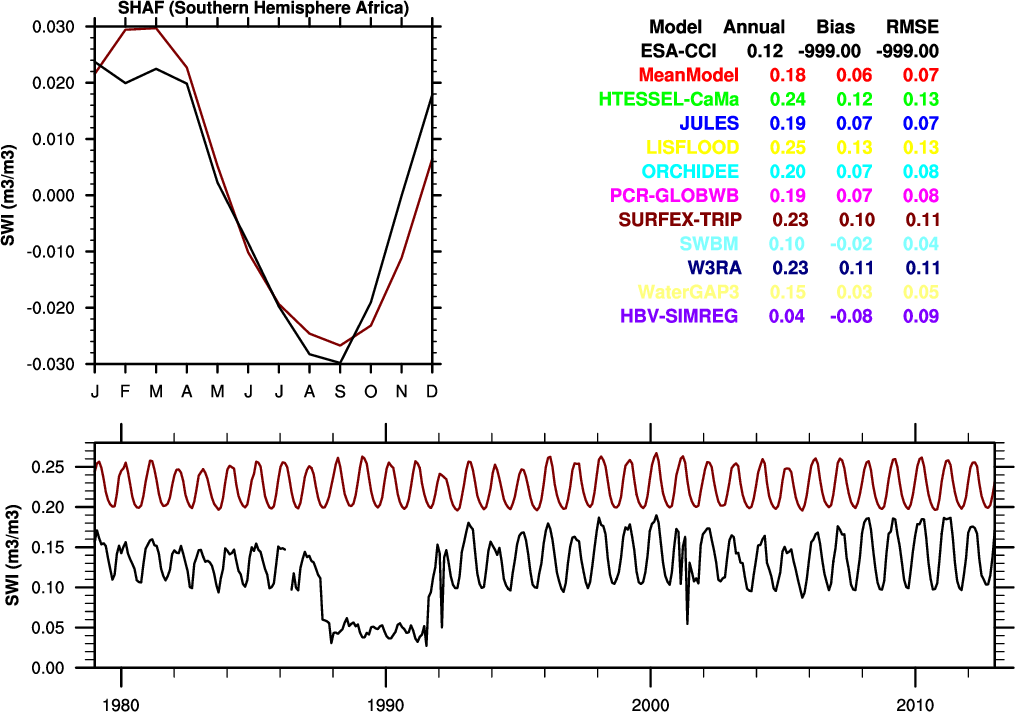 SHAF (Southern Hemisphere Africa)
SWI (m3/m3)
0.030
0.020
0.010
0.000
-0.010
-0.020
-0.030
J F M A M J J A S O N D
Model Annual Bias RMSE
ESA-CCI 0.12 -999.00 -999.00
MeanModel 0.18 0.06 0.07
HTESSEL-CaMa 0.24 0.12 0.13
JULES 0.19 0.07 0.07
LISFLOOD 0.25 0.13 0.13
ORCHIDEE 0.20 0.07 0.08
PCR-GLOBWB 0.19 0.07 0.08
SURFEX-TRIP 0.23 0.10 0.11
SWBM 0.10 -0.02 0.04
W3RA 0.23 0.11 0.11
WaterGAP3 0.15 0.03 0.05
HBV-SIMREG 0.04 -0.08 0.09
SWI (m3/m3)
0.25
0.20
0.15
0.10
0.05
0.00
1980 1990 2000 2010